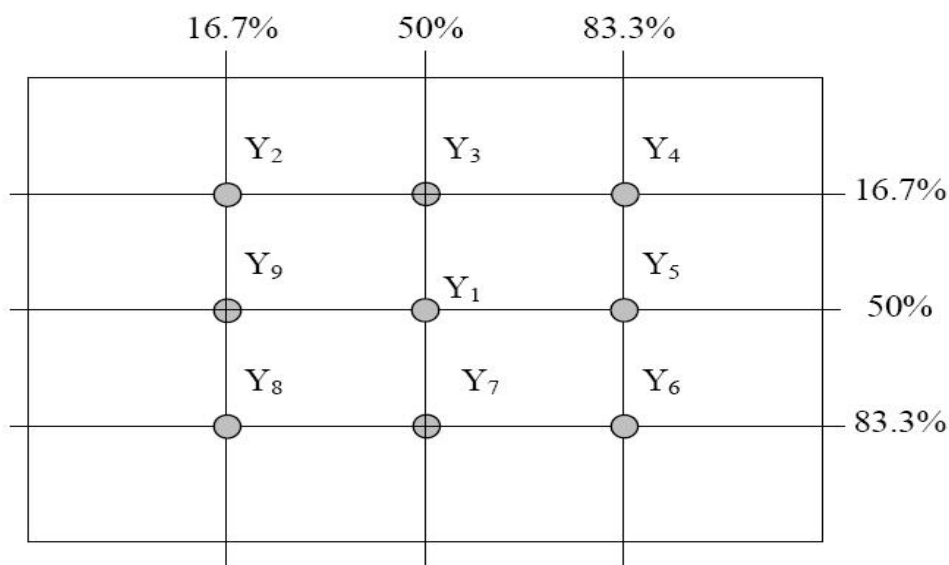 16.7% 50% 83.3%
Y₂ Y₃ Y₄
16.7%
Y₉ Y₁ Y₅
50%
Y₈ Y₇ Y₆
83.3%